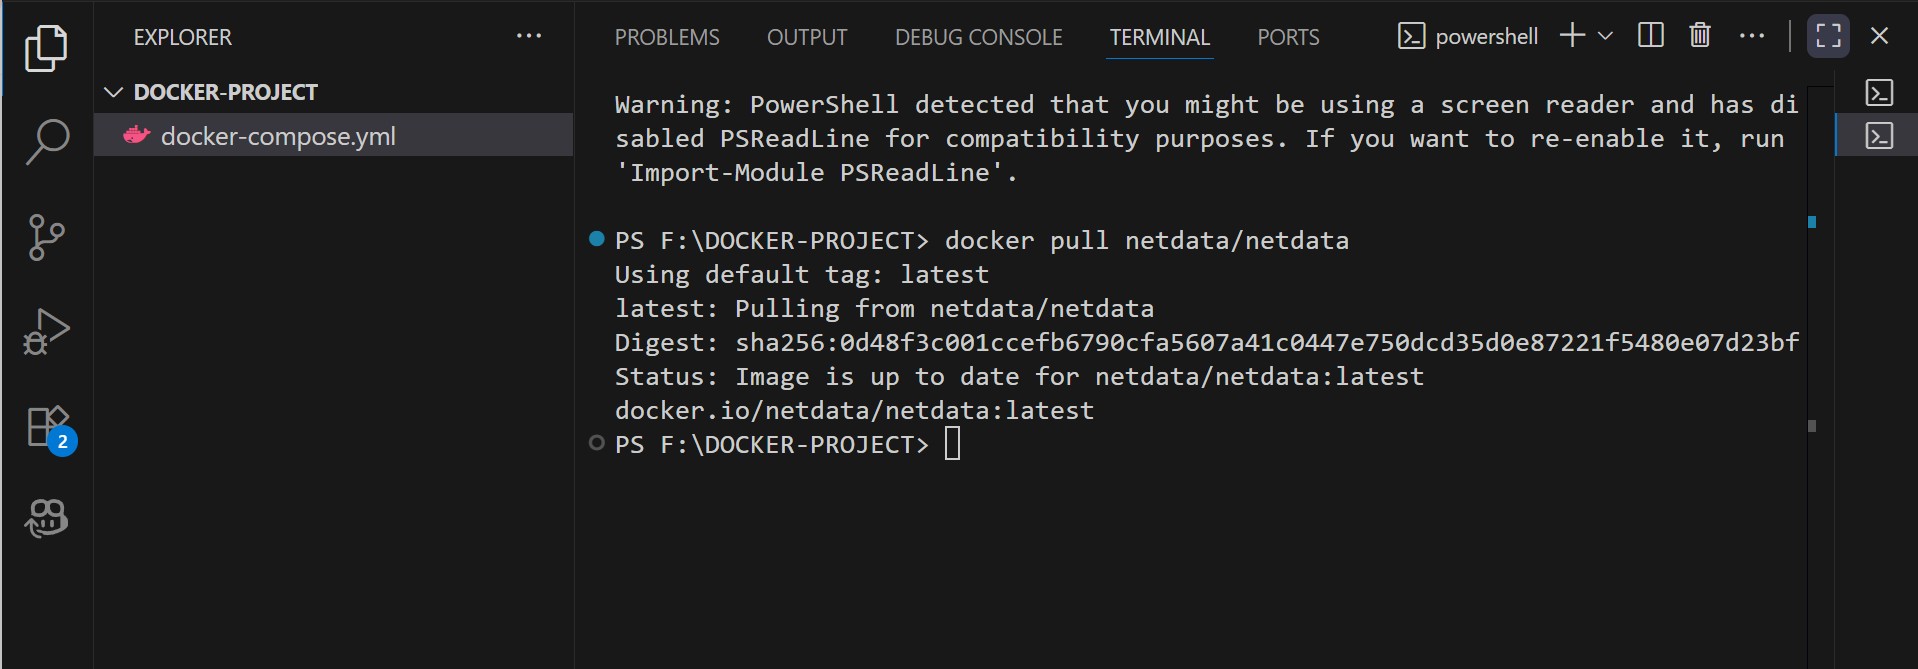 EXPLORER
DOCKER-PROJECT
docker-compose.yml
2
PROBLEMS OUTPUT DEBUG CONSOLE TERMINAL PORTS powershell
Warning: PowerShell detected that you might be using a screen reader and has di
sabled PSReadLine for compatibility purposes. If you want to re-enable it, run
'Import-Module PSReadLine'.
PS F:\DOCKER-PROJECT> docker pull netdata/netdata
Using default tag: latest
latest: Pulling from netdata/netdata
Digest: sha256:0d48f3c001ccefb6790cfa5607a41c0447e750dcd35d0e87221f5480e07d23bf
Status: Image is up to date for netdata/netdata:latest
docker.io/netdata/netdata:latest
PS F:\DOCKER-PROJECT>